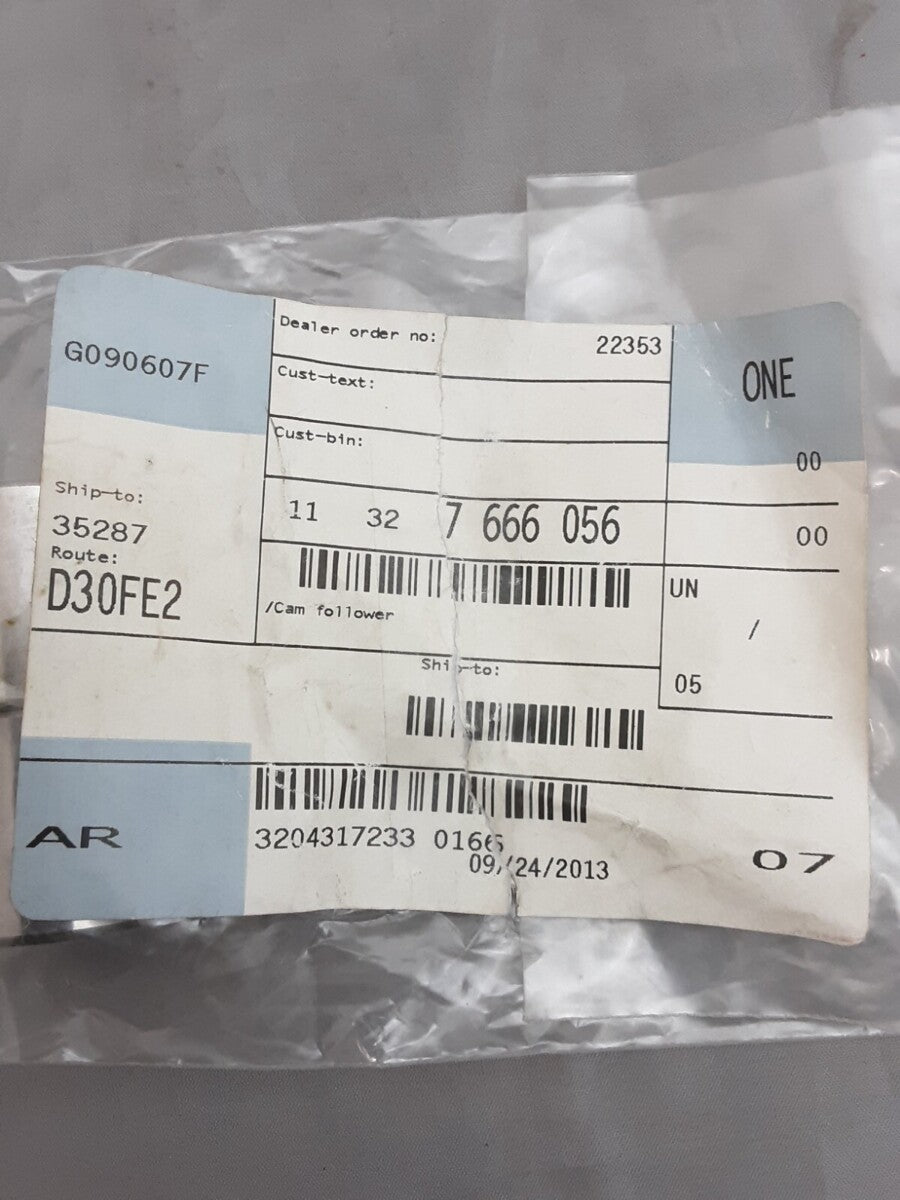 G090607F
Dealer order no: 22353
ONE
Cust-text:
Cust-bin:
00
Ship-to:
35287
11 32 7 666 056
00
Route:
D30FE2
/Cam follower
UN
/
05
Ship-to:
AR
3204317233 0166
09/24/2013
07